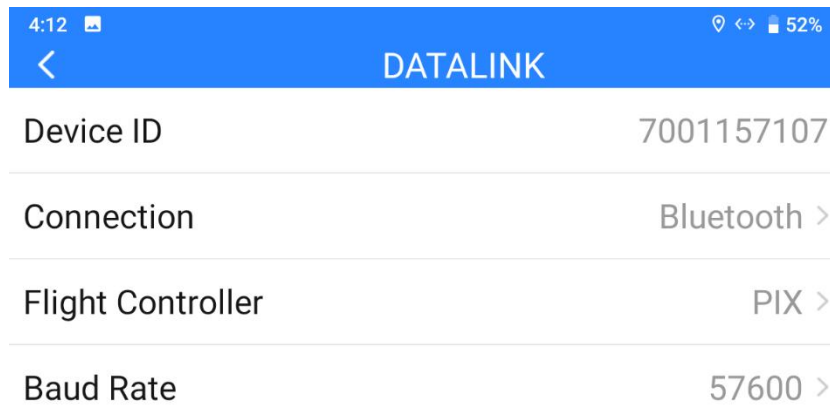 4:12 52%
DATALINK
Device ID 7001157107
Connection Bluetooth
Flight Controller PIX
Baud Rate 57600